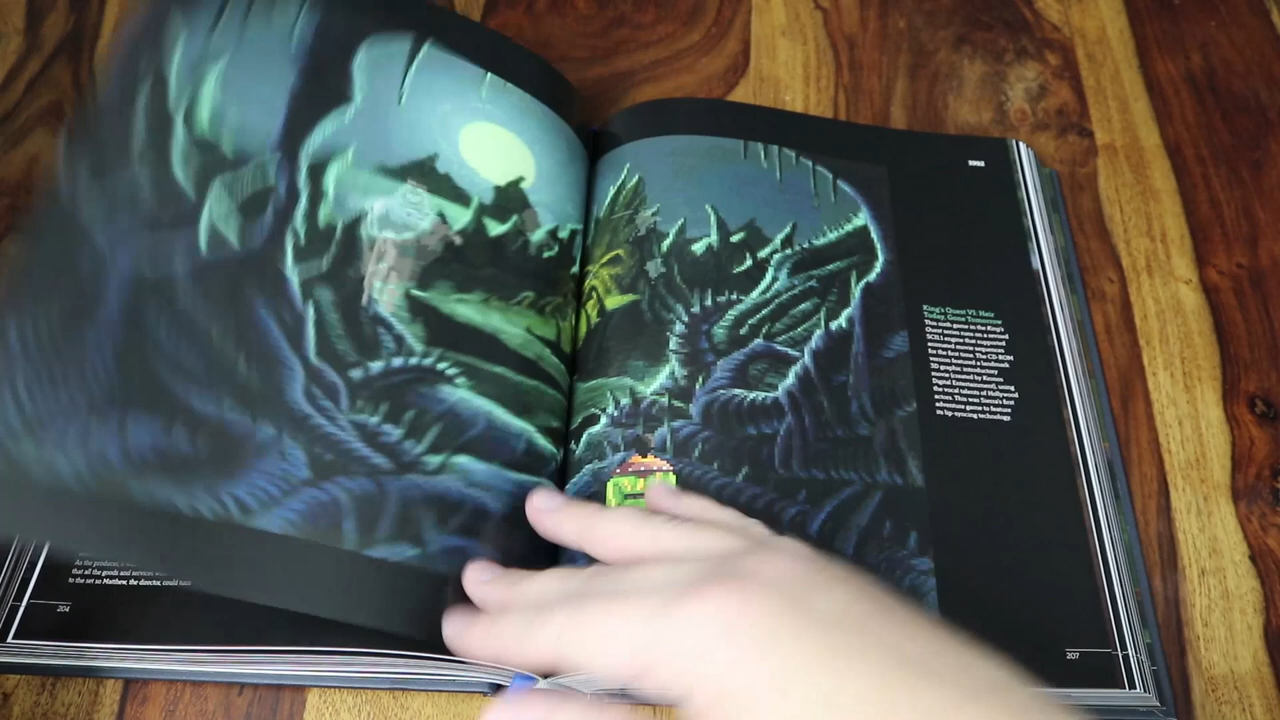 As the producer, it
that all the goods and services
to the set so Matthew, the director, could
204
1992
King's Quest VI: Heir
Today, Gone Tomorrow
This sixth game in the King's
Quest series runs on a revised
SCI1.1 engine that supported
animated movie sequences
for the first time. The CD-ROM
version featured a landmark
3D graphic introductory
movie (created by Kronos
Digital Entertainment), using
the vocal talents of Hollywood
actors. This was Sierra's first
adventure game to feature
its lip-syncing technology.
207